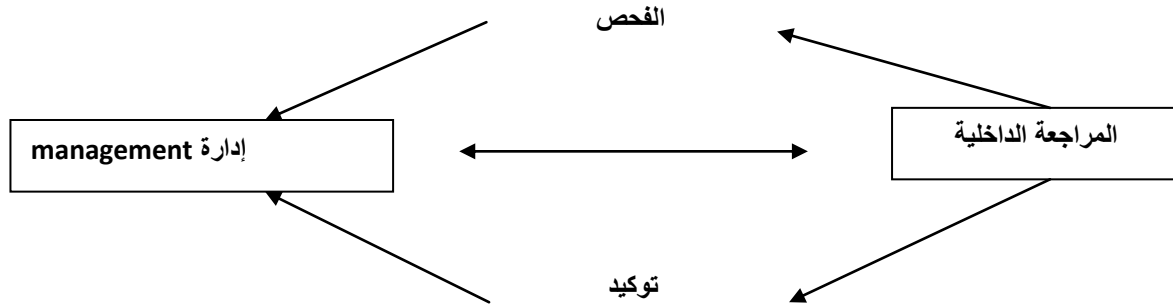 الفحص
المراجعة الداخلية
إدارة management
توكيد